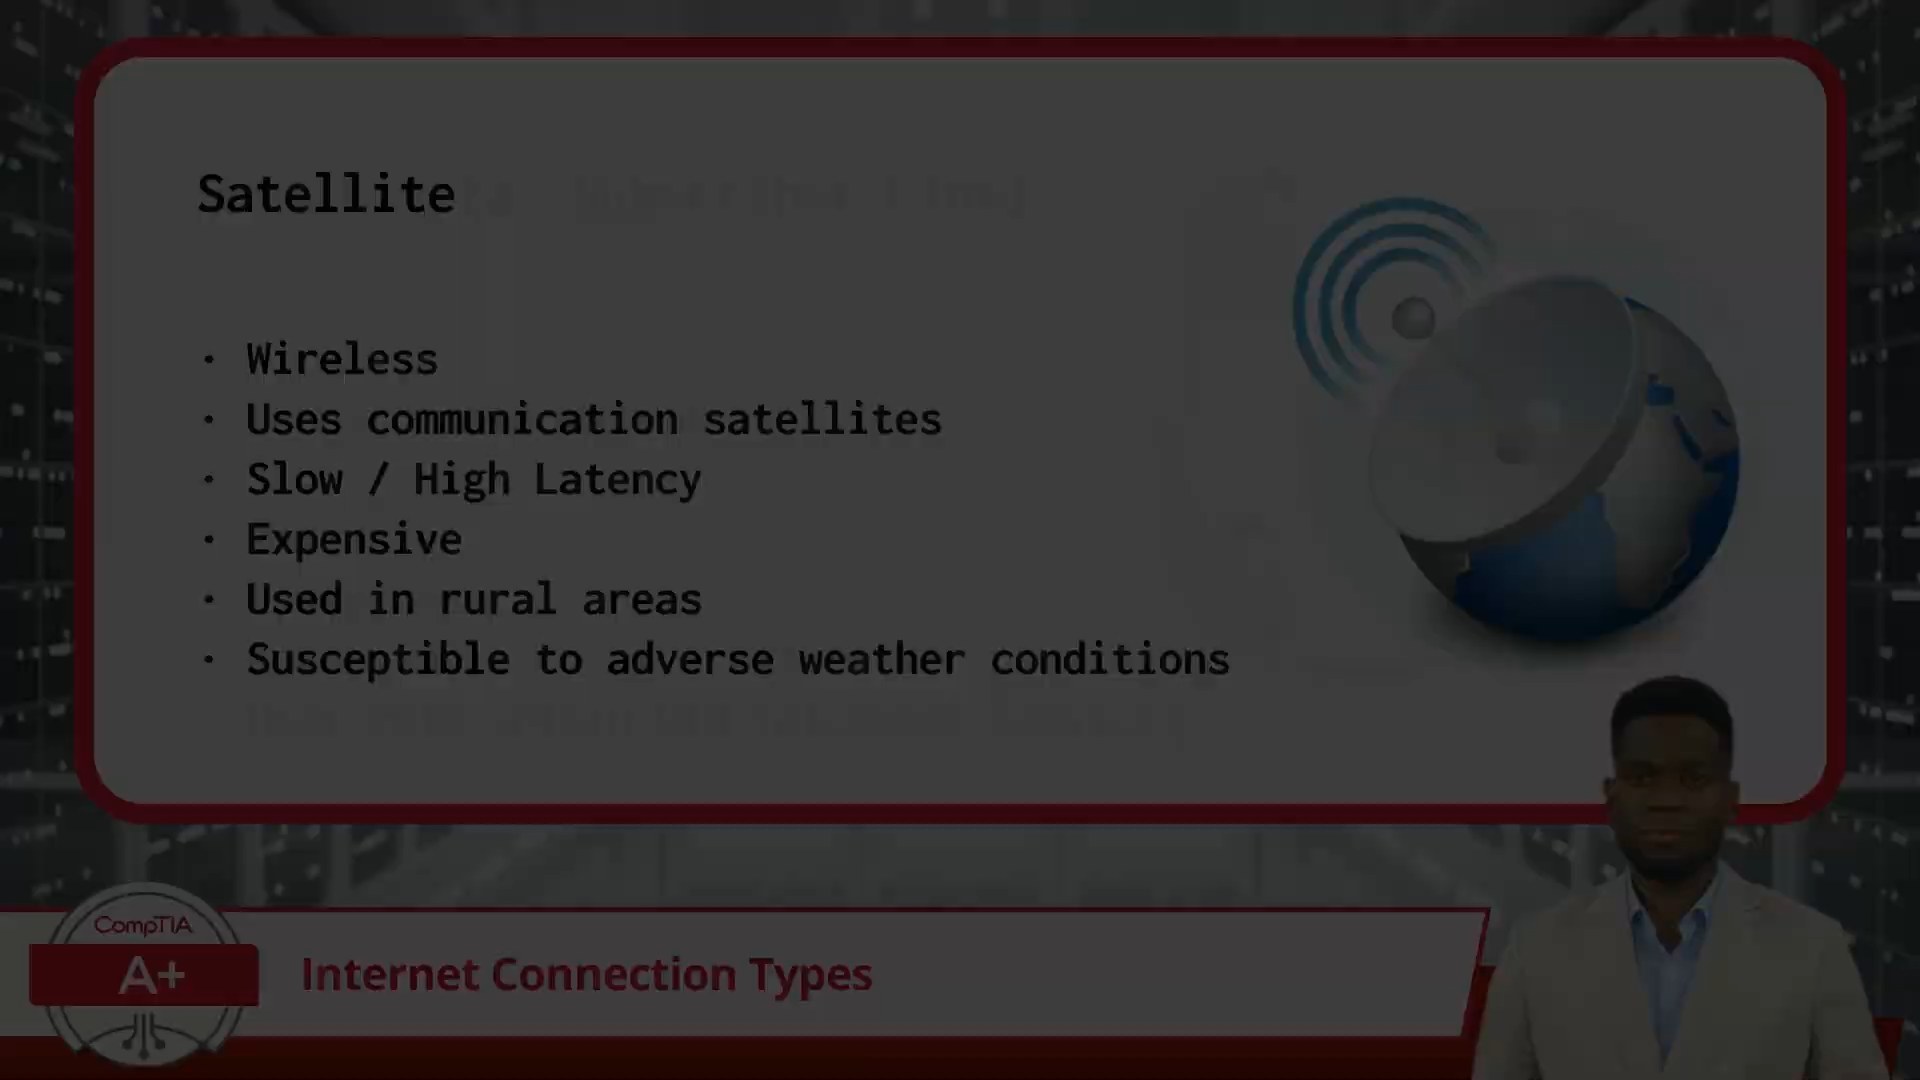 Satellite
· Wireless
· Uses communication satellites
· Slow / High Latency
· Expensive
· Used in rural areas
· Susceptible to adverse weather conditions
CompTIA
A+
Internet Connection Types